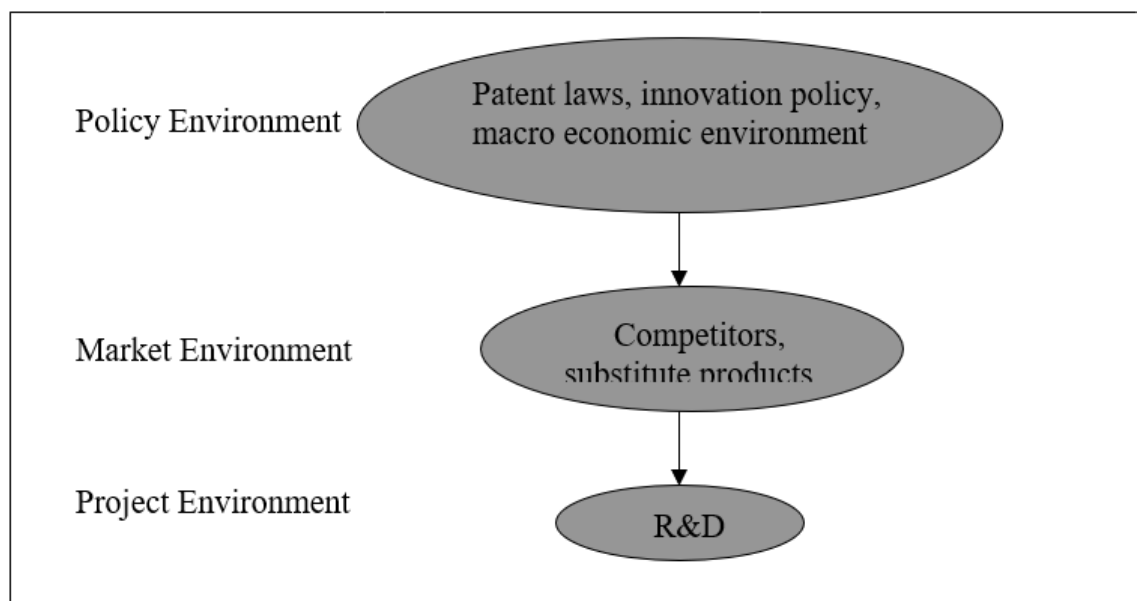 Policy Environment
Patent laws, innovation policy,
macro economic environment
Market Environment
Competitors,
substitute products
Project Environment
R&D